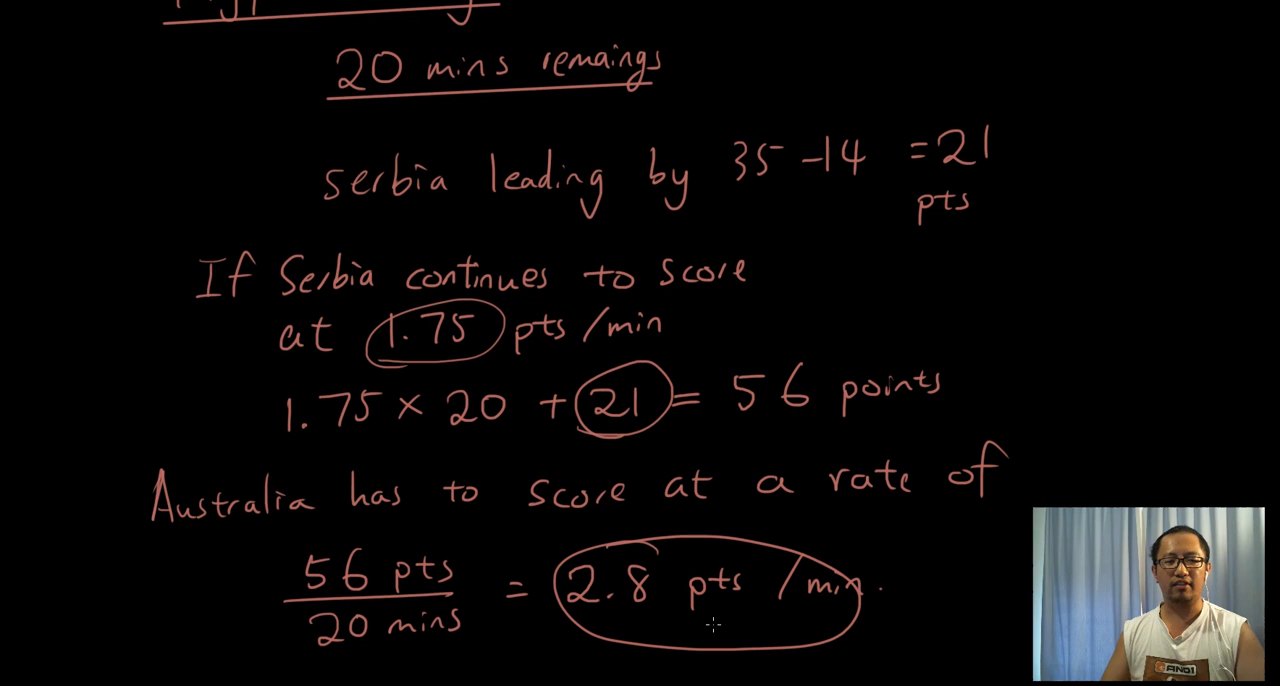 20 mins remaings
serbia leading by 35 -14 = 21
pts
If Serbia continues to score
at 1.75 pts /min
1.75 × 20 + 21 = 56 points
Australia has to score at a rate of
56 pts
20 mins
= 2.8 pts /min.
AND1